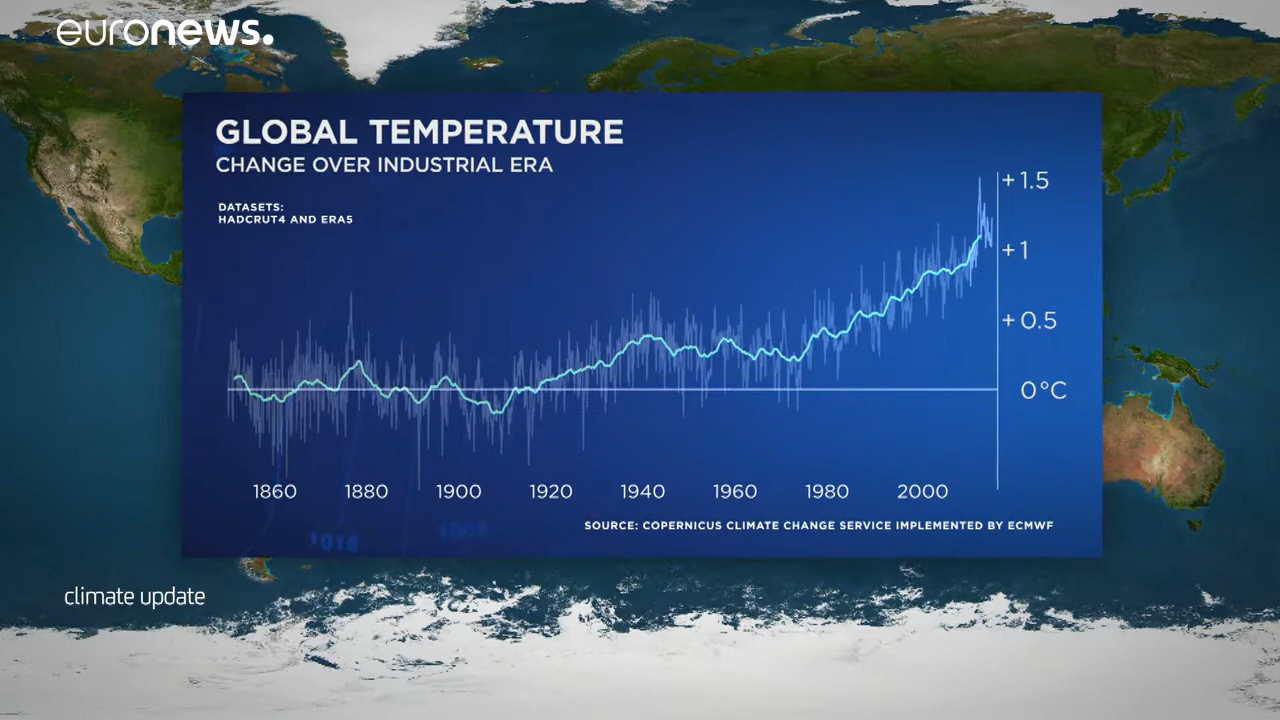 euronews.
GLOBAL TEMPERATURE
CHANGE OVER INDUSTRIAL ERA
DATASETS:
HADCRUT4 AND ERA5
+1.5
+1
+0.5
0°C
1860 1880 1900 1920 1940 1960 1980 2000
SOURCE: COPERNICUS CLIMATE CHANGE SERVICE IMPLEMENTED BY ECMWF
climate update